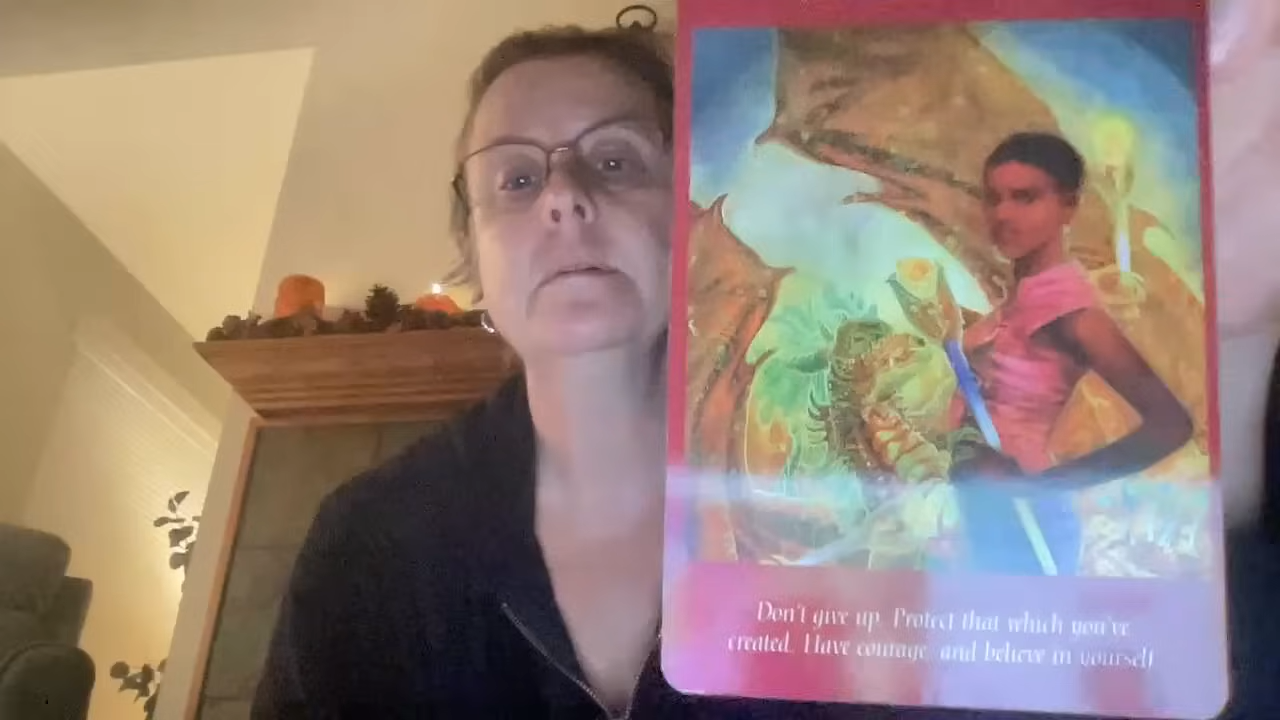 Don't give up. Protect that which you've
created. Have courage, and believe in yourself